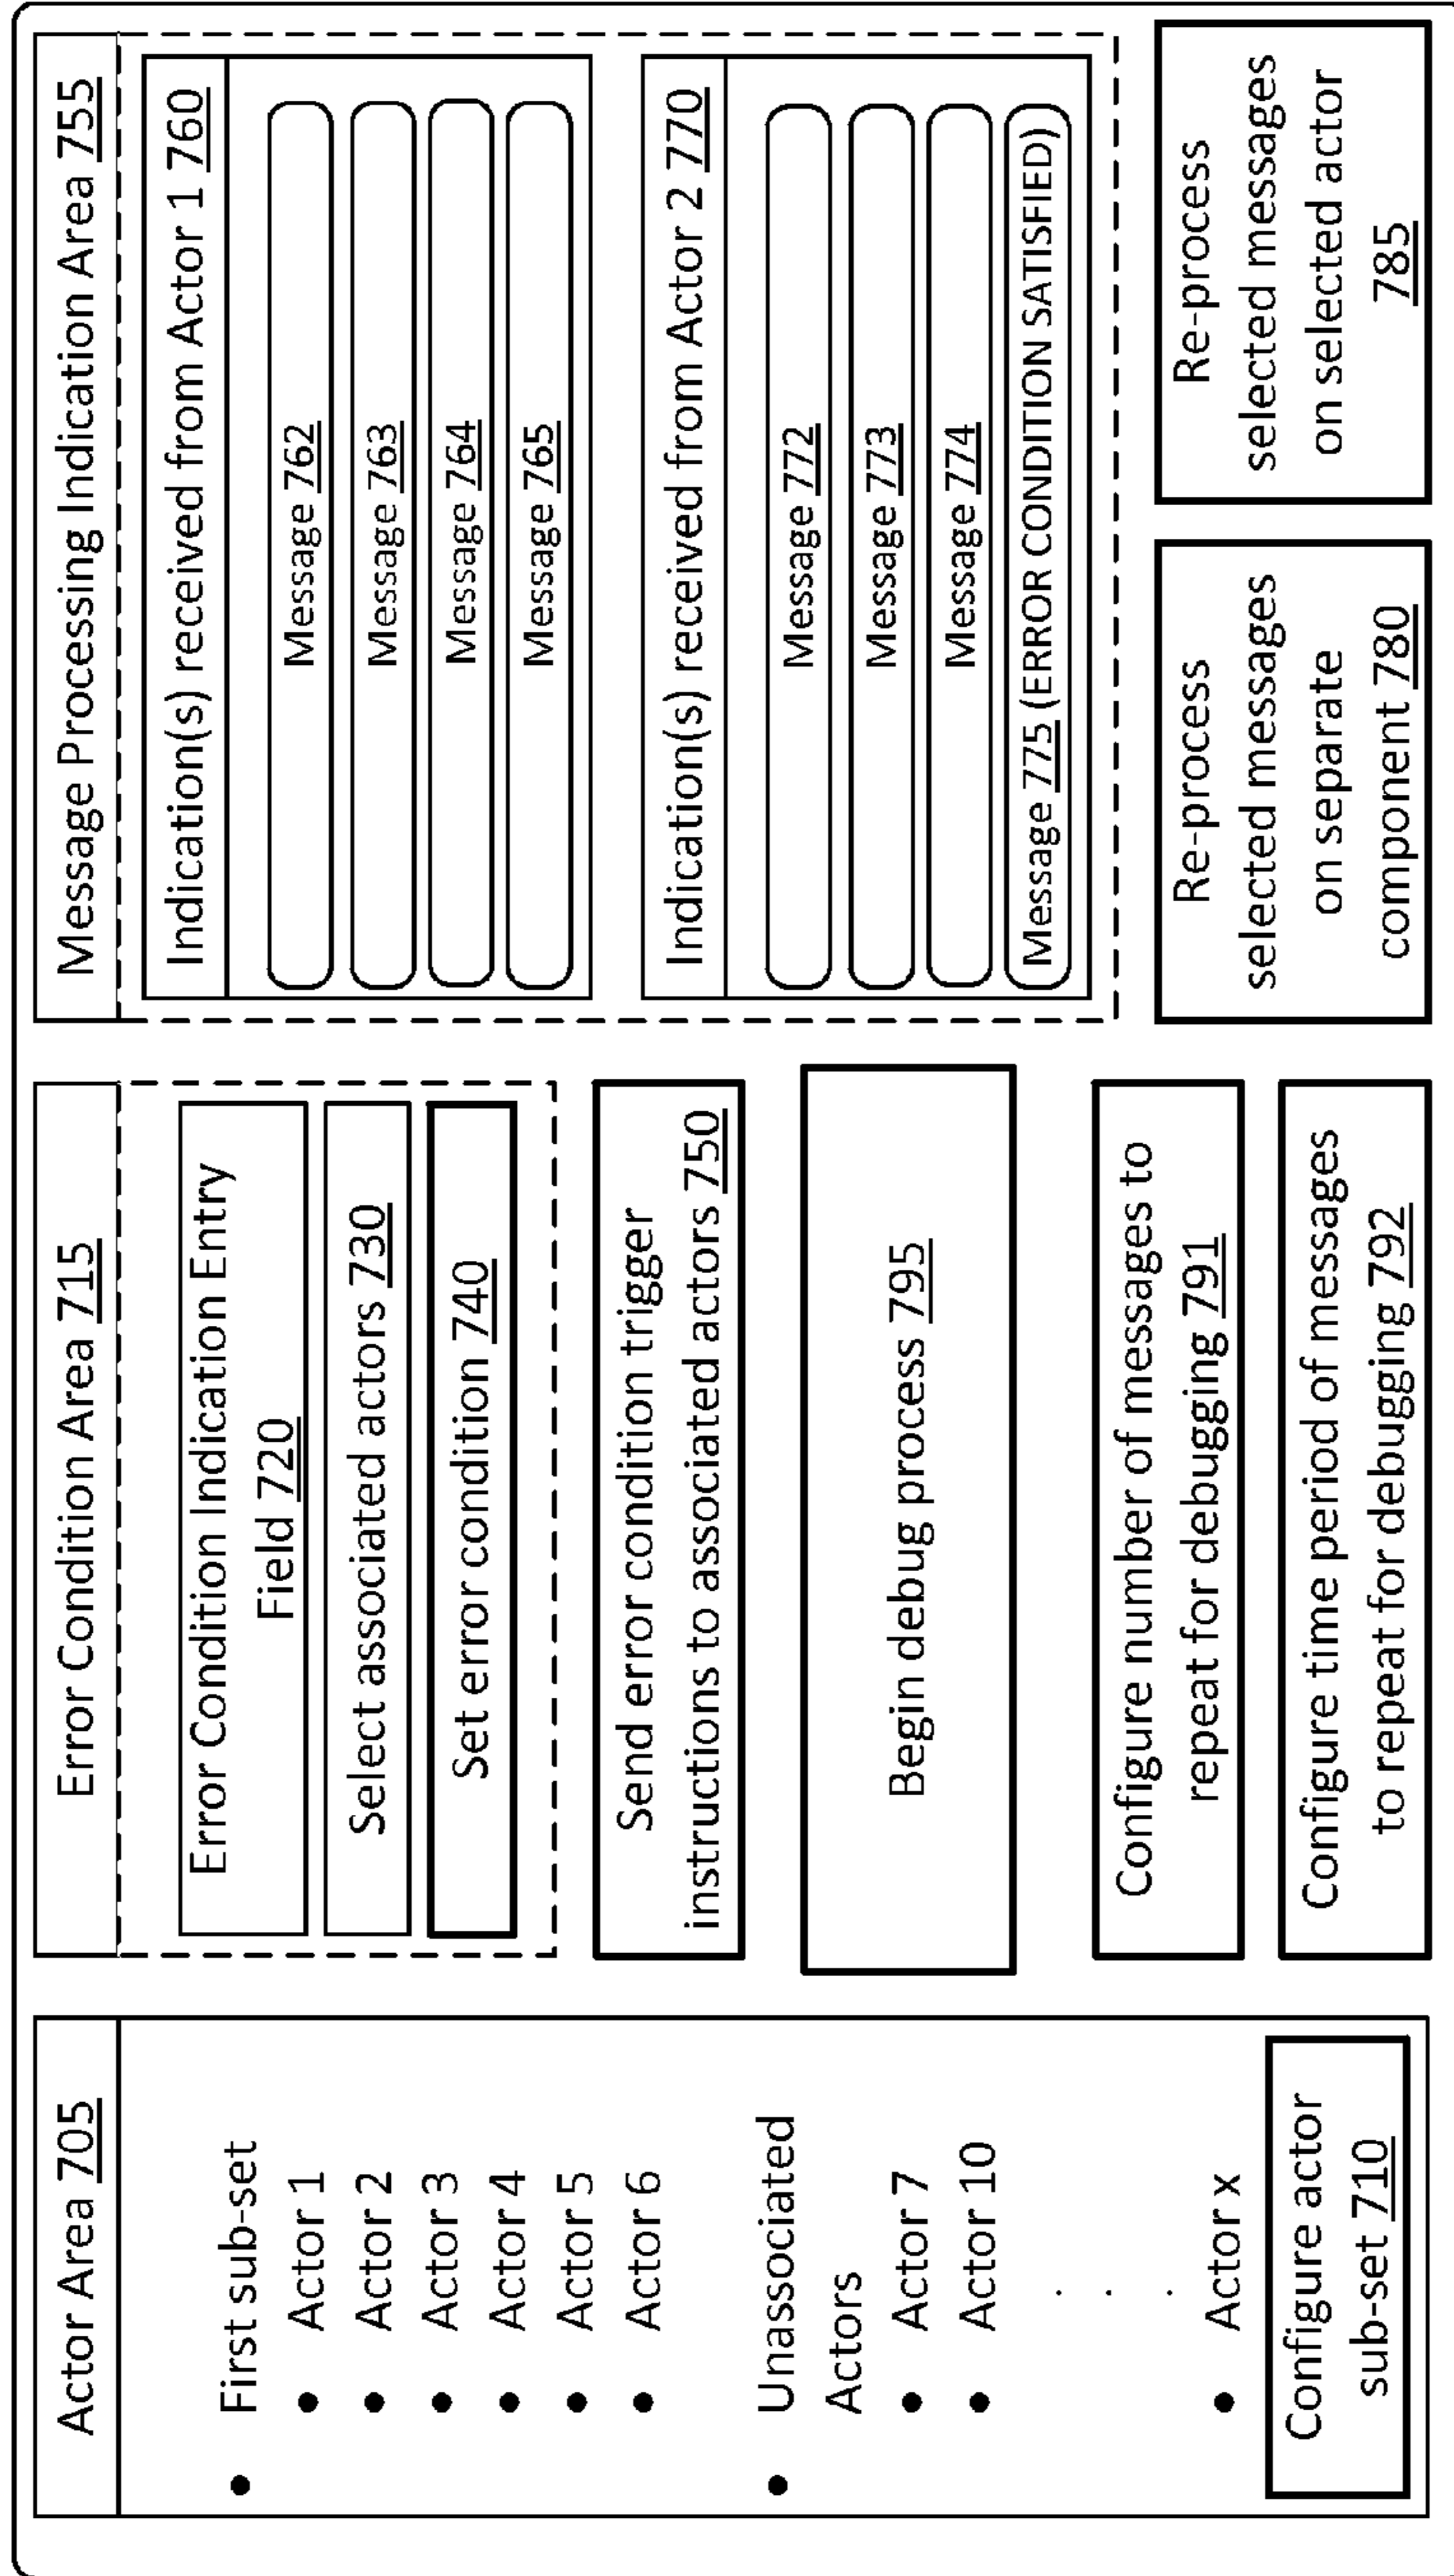 Actor Area 705
First sub-set
Actor 1
Actor 2
Actor 3
Actor 4
Actor 5
Actor 6
Unassociated
Actors
Actor 7
Actor 10
.
.
.
Actor x
Configure actor
sub-set 710
Error Condition Area 715
Error Condition Indication Entry
Field 720
Select associated actors 730
Set error condition 740
Send error condition trigger
instructions to associated actors 750
Begin debug process 795
Configure number of messages to
repeat for debugging 791
Configure time period of messages
to repeat for debugging 792
Message Processing Indication Area 755
Indication(s) received from Actor 1 760
Message 762
Message 763
Message 764
Message 765
Indication(s) received from Actor 2 770
Message 772
Message 773
Message 774
Message 775 (ERROR CONDITION SATISFIED)
Re-process
selected messages
on separate
component 780
Re-process
selected messages
on selected actor
785